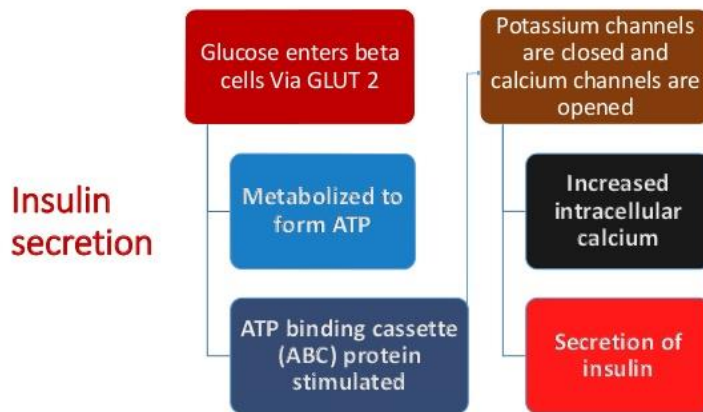 Insulin
secretion
Glucose enters beta
cells Via GLUT 2
Metabolized to
form ATP
ATP binding cassette
(ABC) protein
stimulated
Potassium channels
are closed and
calcium channels are
opened
Increased
intracellular
calcium
Secretion of
insulin